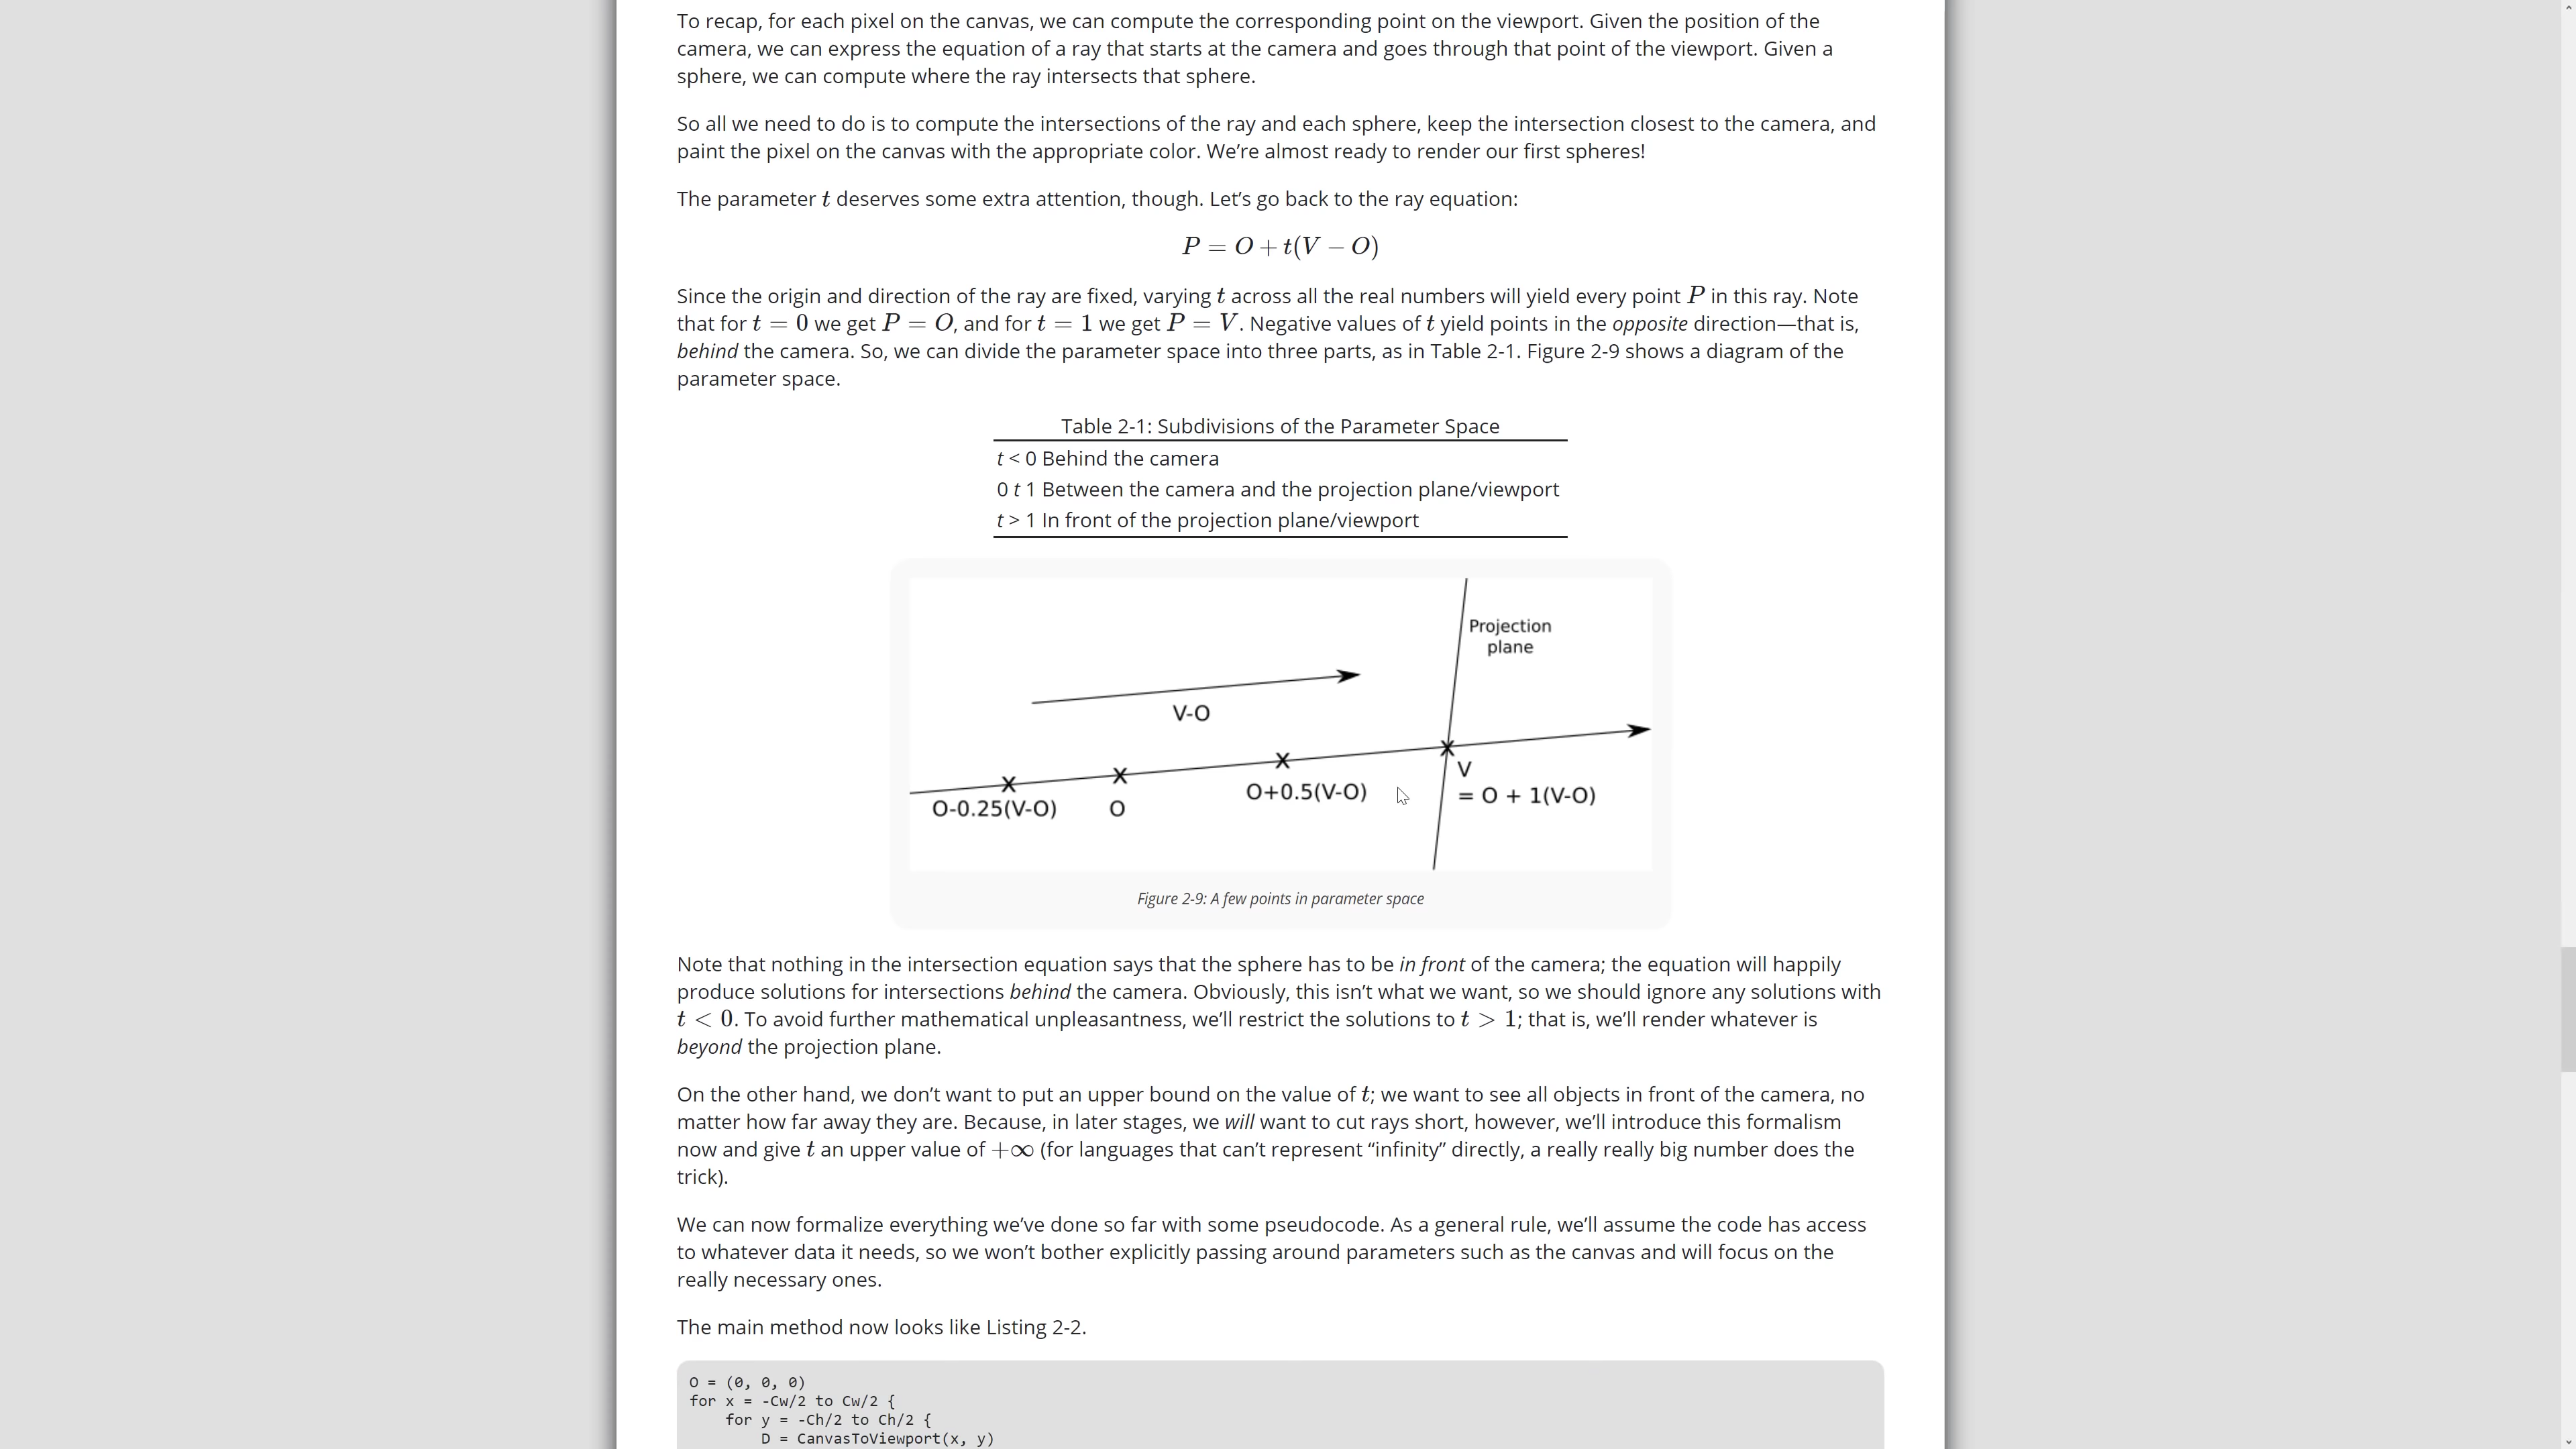 To recap, for each pixel on the canvas, we can compute the corresponding point on the viewport. Given the position of the
camera, we can express the equation of a ray that starts at the camera and goes through that point of the viewport. Given a
sphere, we can compute where the ray intersects that sphere.
So all we need to do is to compute the intersections of the ray and each sphere, keep the intersection closest to the camera, and
paint the pixel on the canvas with the appropriate color. We’re almost ready to render our first spheres!
The parameter t deserves some extra attention, though. Let’s go back to the ray equation:
P = O + t(V − O)
Since the origin and direction of the ray are fixed, varying t across all the real numbers will yield every point P in this ray. Note
that for t = 0 we get P = O, and for t = 1 we get P = V. Negative values of t yield points in the opposite direction—that is,
behind the camera. So, we can divide the parameter space into three parts, as in Table 2-1. Figure 2-9 shows a diagram of the
parameter space.
Table 2-1: Subdivisions of the Parameter Space
t < 0 Behind the camera
0 t 1 Between the camera and the projection plane/viewport
t > 1 In front of the projection plane/viewport
Projection
plane
V-O
O-0.25(V-O)
O
O+0.5(V-O)
V
= O + 1(V-O)
Figure 2-9: A few points in parameter space
Note that nothing in the intersection equation says that the sphere has to be in front of the camera; the equation will happily
produce solutions for intersections behind the camera. Obviously, this isn’t what we want, so we should ignore any solutions with
t < 0. To avoid further mathematical unpleasantness, we’ll restrict the solutions to t > 1; that is, we’ll render whatever is
beyond the projection plane.
On the other hand, we don’t want to put an upper bound on the value of t; we want to see all objects in front of the camera, no
matter how far away they are. Because, in later stages, we will want to cut rays short, however, we’ll introduce this formalism
now and give t an upper value of +∞ (for languages that can’t represent “infinity” directly, a really really big number does the
trick).
We can now formalize everything we’ve done so far with some pseudocode. As a general rule, we’ll assume the code has access
to whatever data it needs, so we won’t bother explicitly passing around parameters such as the canvas and will focus on the
really necessary ones.
The main method now looks like Listing 2-2.
O = (0, 0, 0)
for x = -Cw/2 to Cw/2 {
for y = -Ch/2 to Ch/2 {
D = CanvasToViewport(x, y)